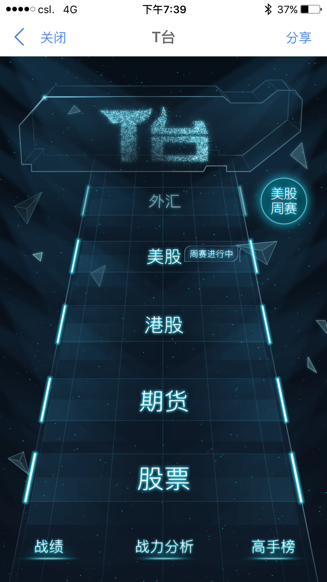 csl. 4G 下午7:39 37%
关闭 T台 分享
T台
外汇
美股
周赛
美股 周赛进行中
港股
期货
股票
战绩 战力分析 高手榜